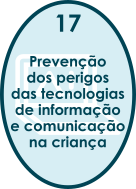 17
Prevenção
dos perigos
das tecnologias
de informação
e comunicação
na criança